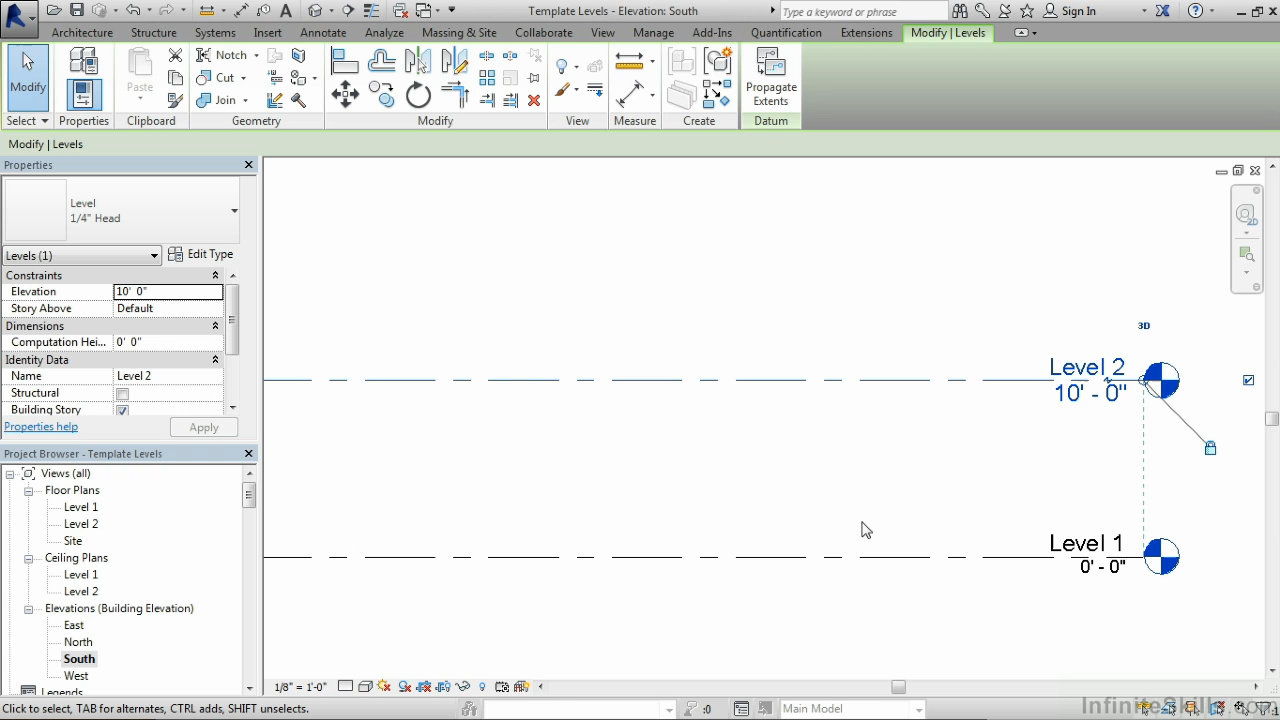 Template Levels - Elevation: South
Type a keyword or phrase
Sign In
Architecture Structure Systems Insert Annotate Analyze Massing & Site Collaborate View Manage Add-Ins Quantification Extensions Modify | Levels
Modify
Paste
Notch
Cut
Join
Propagate
Extents
Select Properties Clipboard Geometry Modify View Measure Create Datum
Modify | Levels
Properties
Level
1/4" Head
Levels (1)
Edit Type
Constraints
Elevation 10' 0"
Story Above Default
Dimensions
Computation Hei... 0' 0"
Identity Data
Name Level 2
Structural
Building Story
Properties help
Apply
Project Browser - Template Levels
Views (all)
Floor Plans
Level 1
Level 2
Site
Ceiling Plans
Level 1
Level 2
Elevations (Building Elevation)
East
North
South
West
Legends
3D
2D
Level 2
10' - 0"
Level 1
0' - 0"
1/8" = 1'-0"
Click to select, TAB for alternates, CTRL adds, SHIFT unselects.
:0
Main Model